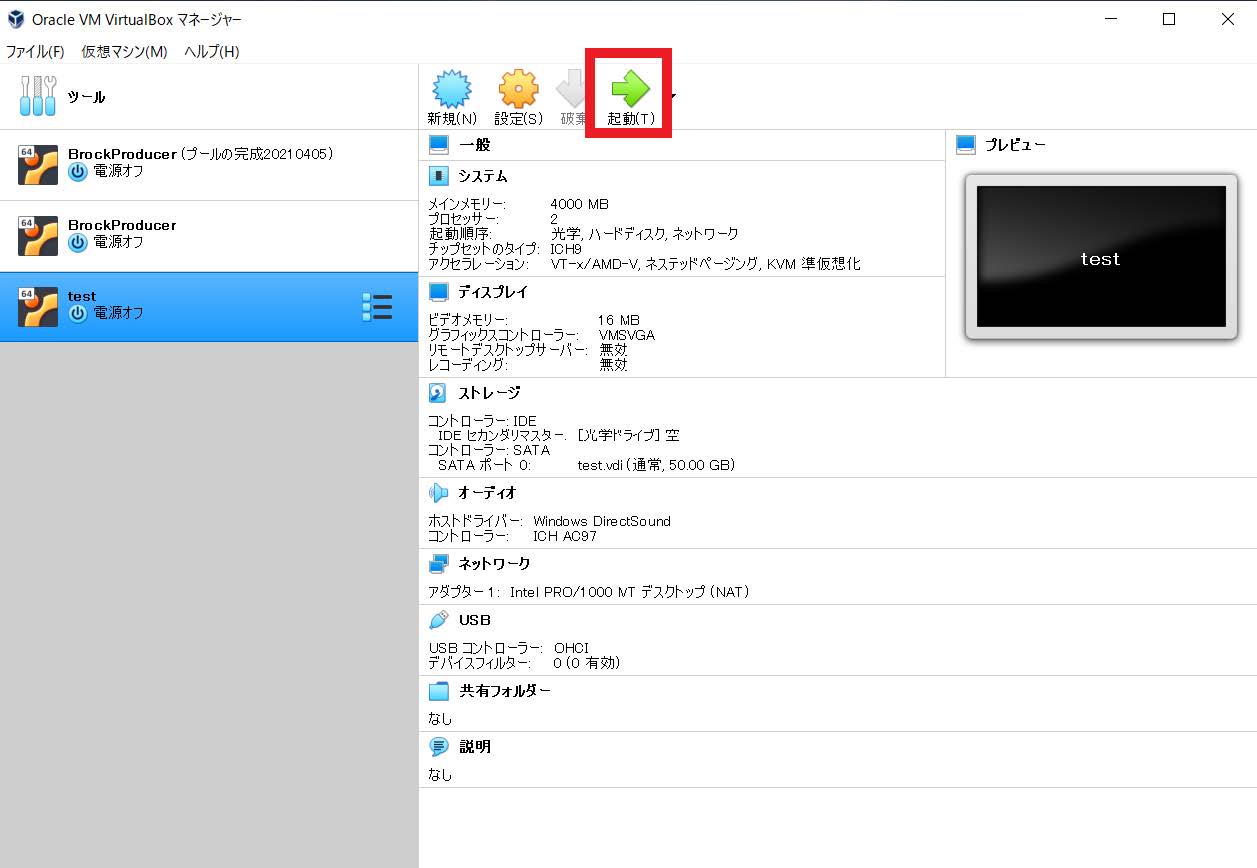 Oracle VM VirtualBox マネージャー
ファイル(F) 仮想マシン(M) ヘルプ(H)
ツール
新規(N) 設定(S) 破棄 起動(T)
64
BrockProducer (プールの完成20210405)
電源オフ
64
BrockProducer
電源オフ
64
test
電源オフ
一般
システム
メインメモリー: 4000 MB
プロセッサー: 2
起動順序: 光学, ハードディスク, ネットワーク
チップセットのタイプ: ICH9
アクセラレーション: VT-x/AMD-V, ネステッドページング, KVM 準仮想化
ディスプレイ
ビデオメモリー: 16 MB
グラフィックスコントローラー: VMSVGA
リモートデスクトップサーバー: 無効
レコーディング: 無効
ストレージ
コントローラー: IDE
IDE セカンダリマスター: [光学ドライブ] 空
コントローラー: SATA
SATA ポート 0: test.vdi (通常, 50.00 GB)
オーディオ
ホストドライバー: Windows DirectSound
コントローラー: ICH AC97
ネットワーク
アダプター 1: Intel PRO/1000 MT デスクトップ (NAT)
USB
USB コントローラー: OHCI
デバイスフィルター: 0 (0 有効)
共有フォルダー
なし
説明
なし
プレビュー
test